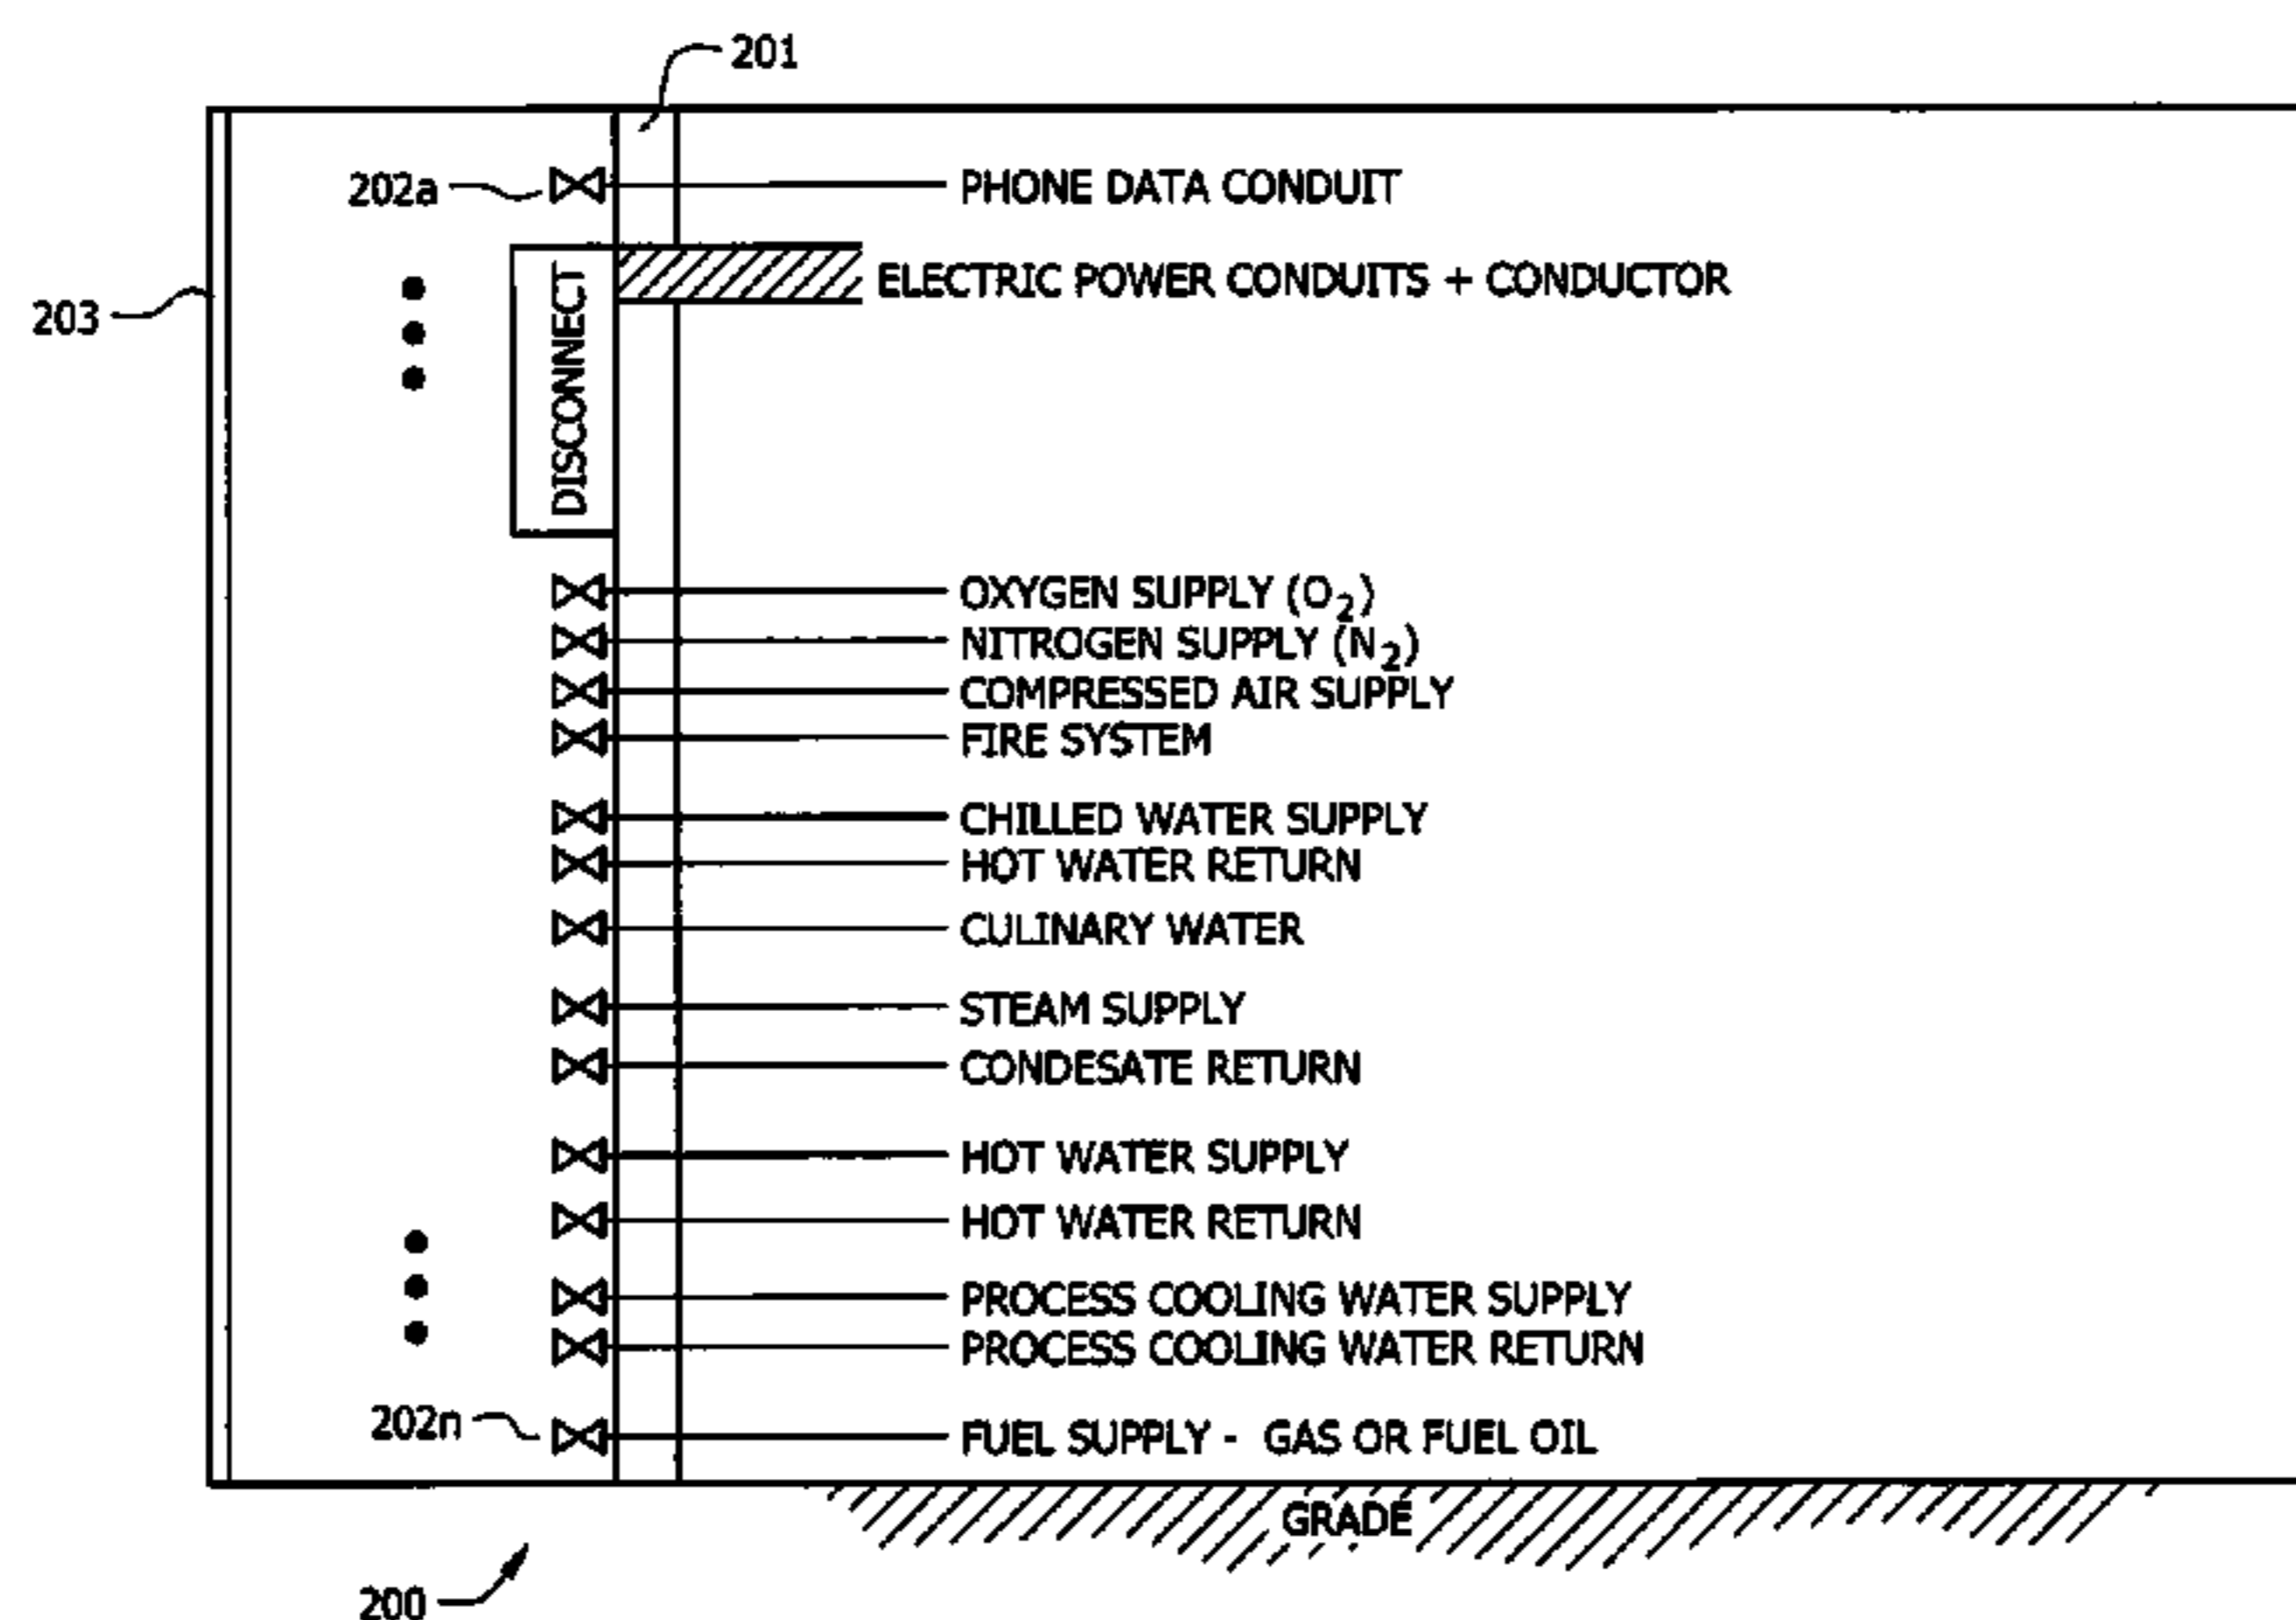 201
202a
PHONE DATA CONDUIT
ELECTRIC POWER CONDUITS + CONDUCTOR
203
DISCONNECT
OXYGEN SUPPLY (O2)
NITROGEN SUPPLY (N2)
COMPRESSED AIR SUPPLY
FIRE SYSTEM
CHILLED WATER SUPPLY
HOT WATER RETURN
CULINARY WATER
STEAM SUPPLY
CONDESATE RETURN
HOT WATER SUPPLY
HOT WATER RETURN
PROCESS COOLING WATER SUPPLY
PROCESS COOLING WATER RETURN
202n
FUEL SUPPLY - GAS OR FUEL OIL
GRADE
200